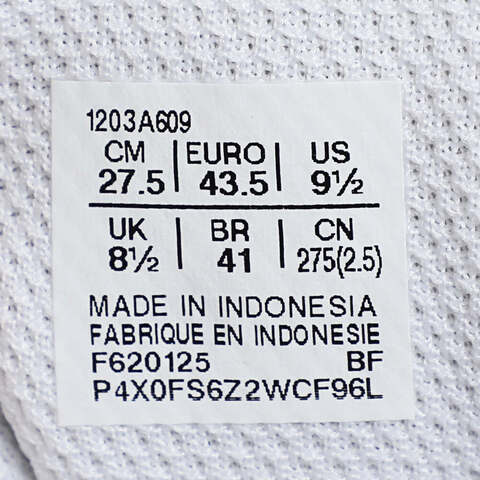 1203A609
CM | EURO | US
27.5 | 43.5 | 9½
UK | BR | CN
8½ | 41 | 275(2.5)
MADE IN INDONESIA
FABRIQUE EN INDONESIE
F620125 BF
P4X0FS6Z2WCF96L